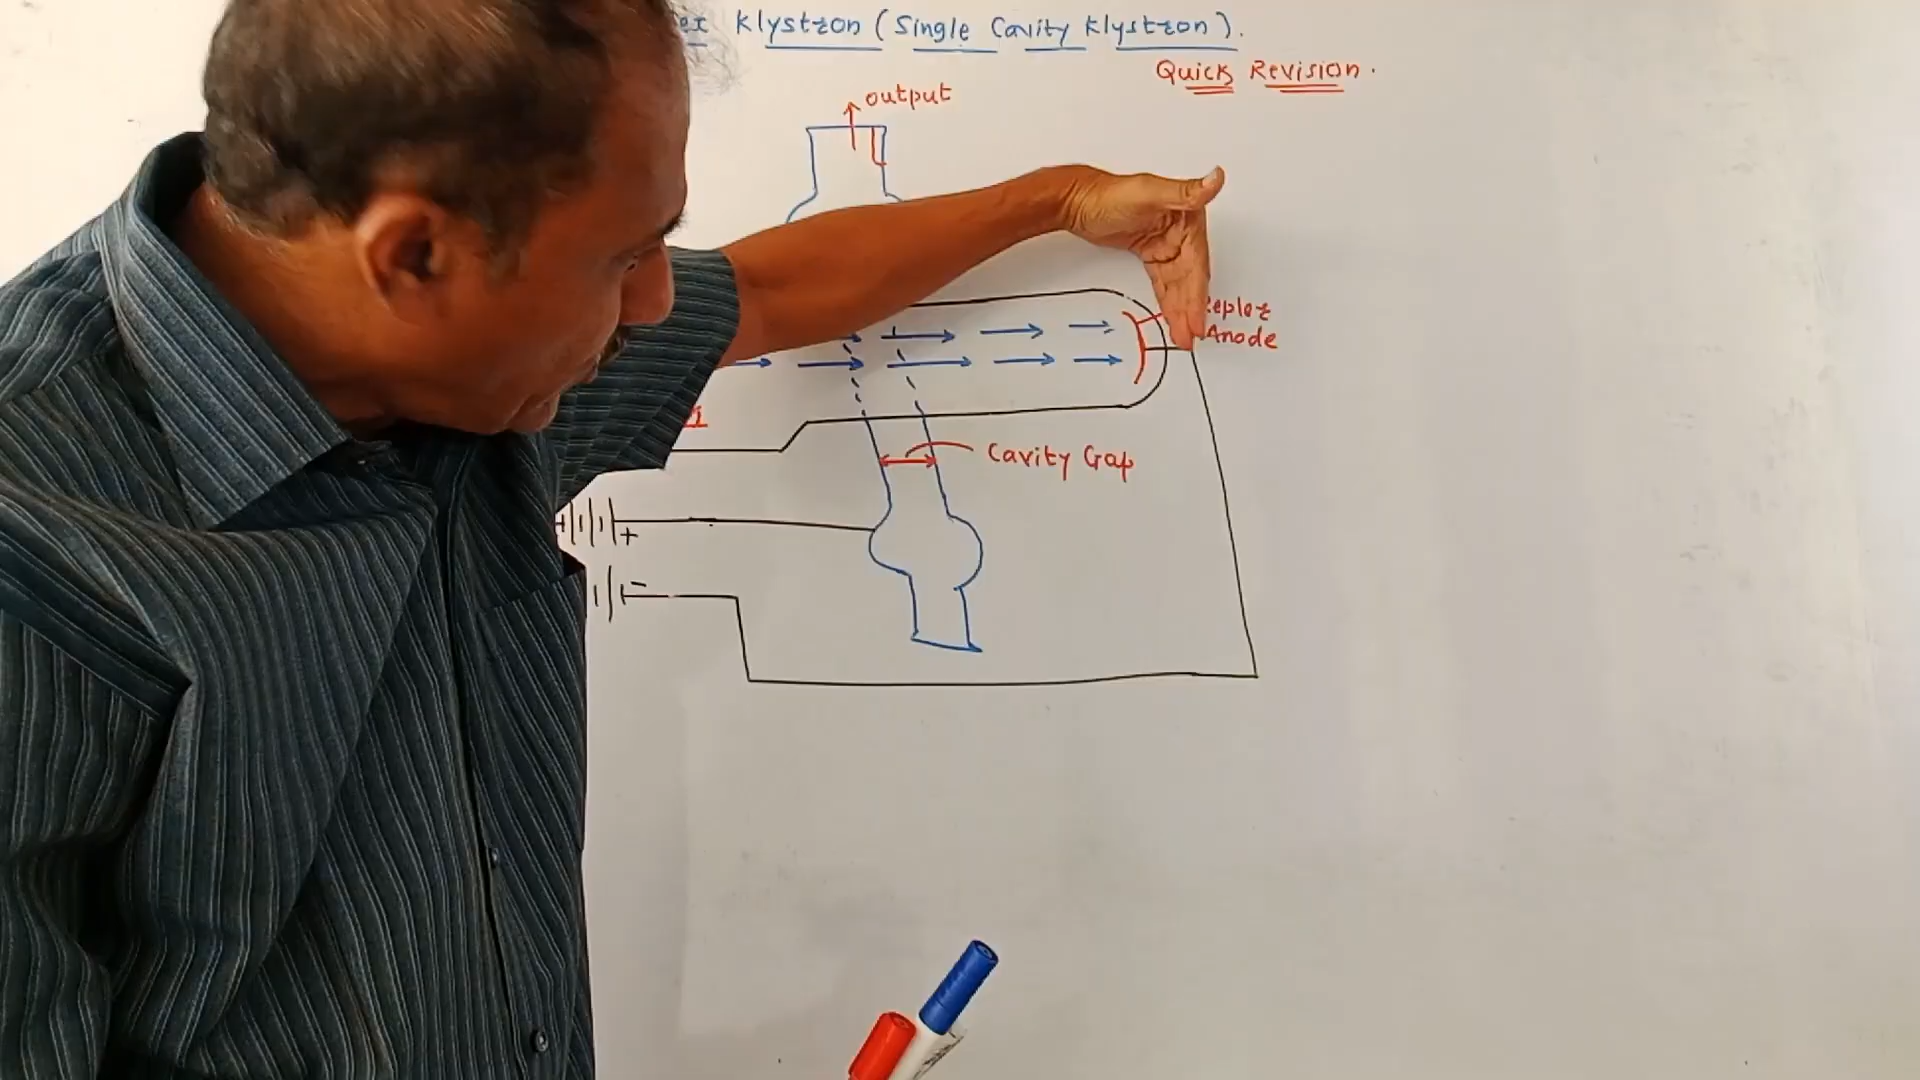 Klystron (Single Cavity Klystron).
Quick Revision.
output
Anode
Cavity Gap
+
-